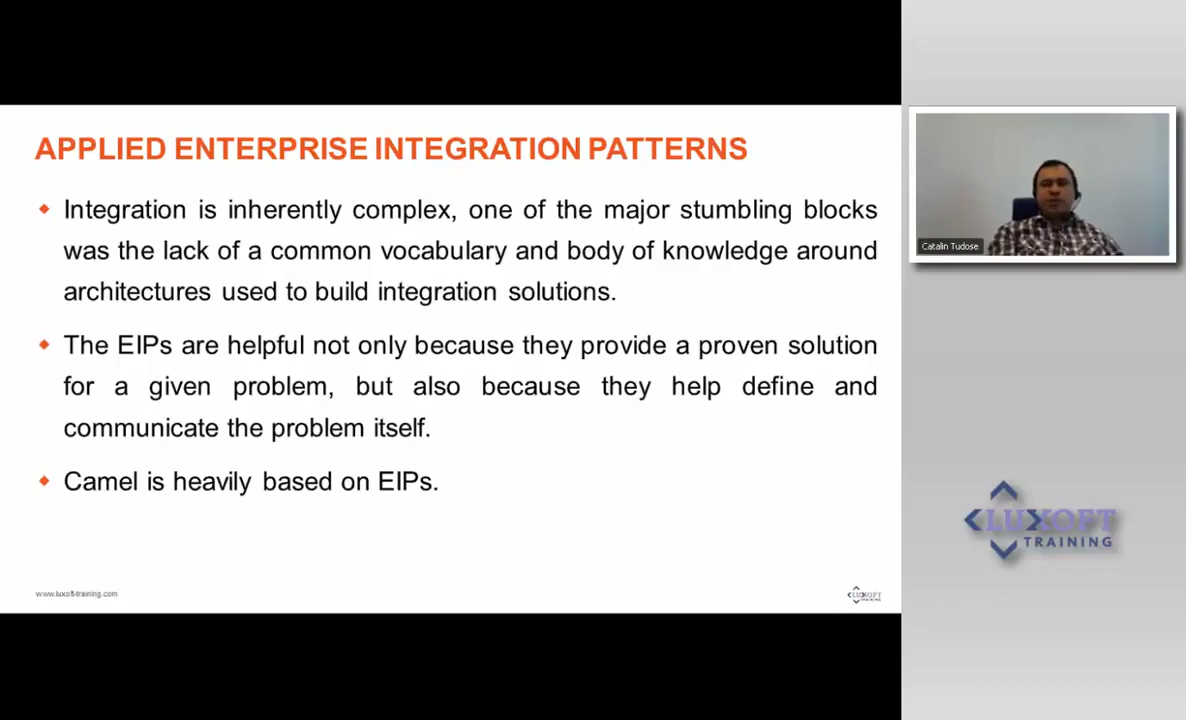 APPLIED ENTERPRISE INTEGRATION PATTERNS
Integration is inherently complex, one of the major stumbling blocks
was the lack of a common vocabulary and body of knowledge around
architectures used to build integration solutions.
The EIPs are helpful not only because they provide a proven solution
for a given problem, but also because they help define and
communicate the problem itself.
Camel is heavily based on EIPs.
www.luxoft-training.com
LUXOFT
TRAINING
Catalin Tudose
LUXOFT
TRAINING